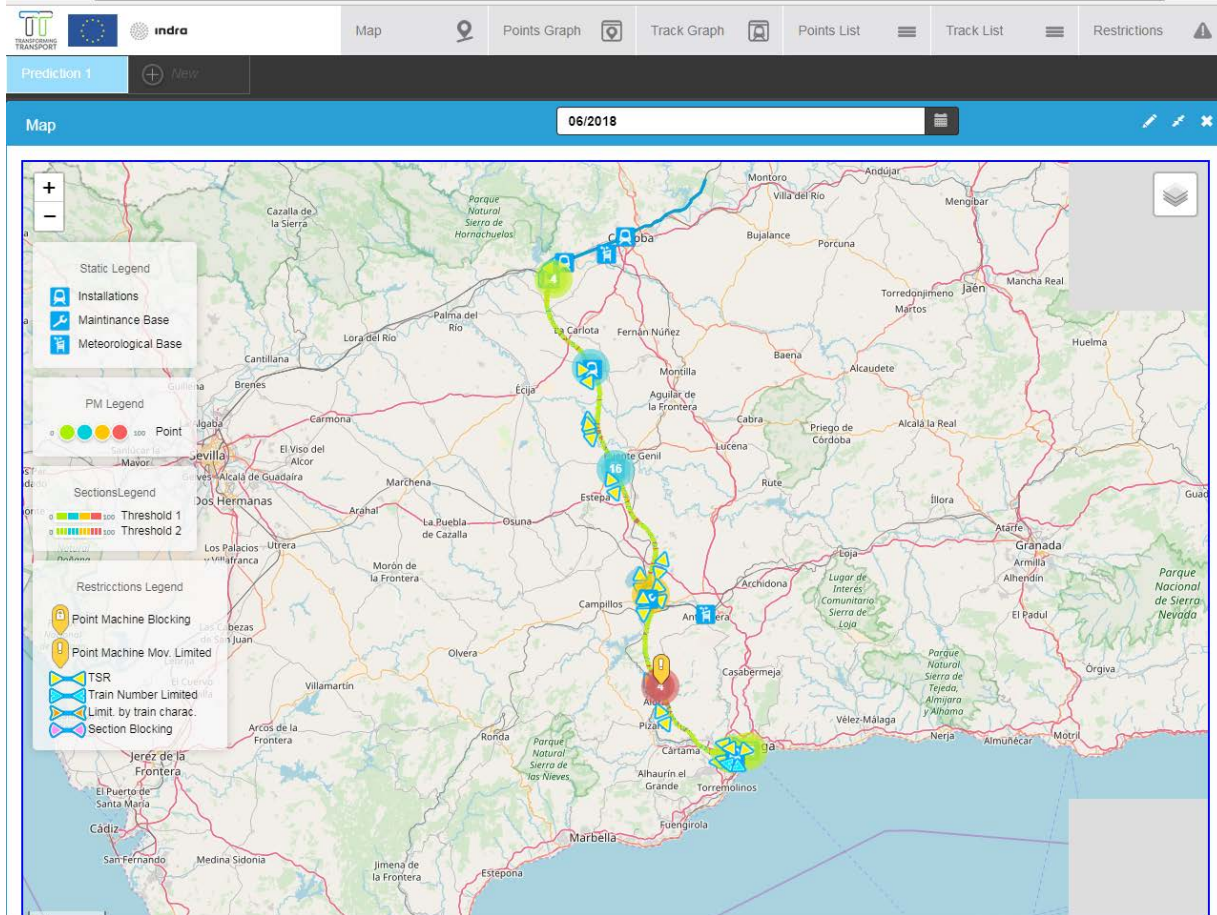 TRANSFORMING
TRANSPORT
indra
Map
Points Graph
Track Graph
Points List
Track List
Restrictions
Prediction 1
New
Map
06/2018
+
−
Static Legend
Installations
Maintinance Base
Meteorological Base
PM Legend
0
100
Point
SectionsLegend
0
100
Threshold 1
0
100
Threshold 2
Restricctions Legend
Point Machine Blocking
Point Machine Mov. Limited
TSR
Train Number Limited
Limit. by train charac.
Section Blocking
Cazalla de
la Sierra
Parque
Natural
Sierra de
Hornachuelos
Montoro
Villa del Río
Andújar
Mengibar
Bujalance
Porcuna
Torredonjimeno
Jaén
Mancha Real
Martos
Huelma
Palma del
Río
Lora del Río
La Carlota
Fernán Núñez
Baena
Alcaudete
Cantillana
Brenes
Écija
Montilla
Aguilar de
la Frontera
Carmona
Cabra
Priego de
Córdoba
Alcalá la Real
El Viso del
Alcor
Lucena
16
Alcalá de Guadaíra
Marchena
Estepa
Rute
Dos Hermanas
Arahal
La Puebla
de Cazalla
Osuna
Íllora
Atarfe
Los Palacios
y Villafranca
Utrera
Loja
Granada
Armilla
Alhendín
Morón de
la Frontera
Archidona
Lugar de
Interés
Comunitario
Sierra de
Loja
Parque
Nacional
de Sierra
Nevada
Campillos
El Padul
Olvera
Casabermeja
Parque
Natural
Sierra de
Tejeda,
Almijara
y Alhama
Órgiva
Villamartin
Vélez-Málaga
Arcos de la
Frontera
Ronda
Cártama
Nerja
Almuñécar
Motril
Jerez de la
Frontera
Parque
Natural
Sierra de
las Nieves
Alhaurín el
Grande
Torremolinos
El Puerto de
Santa María
Fuengirola
Cádiz
Marbella
San Fernando
Medina Sidonia
Jimena de
la Frontera
Estepona